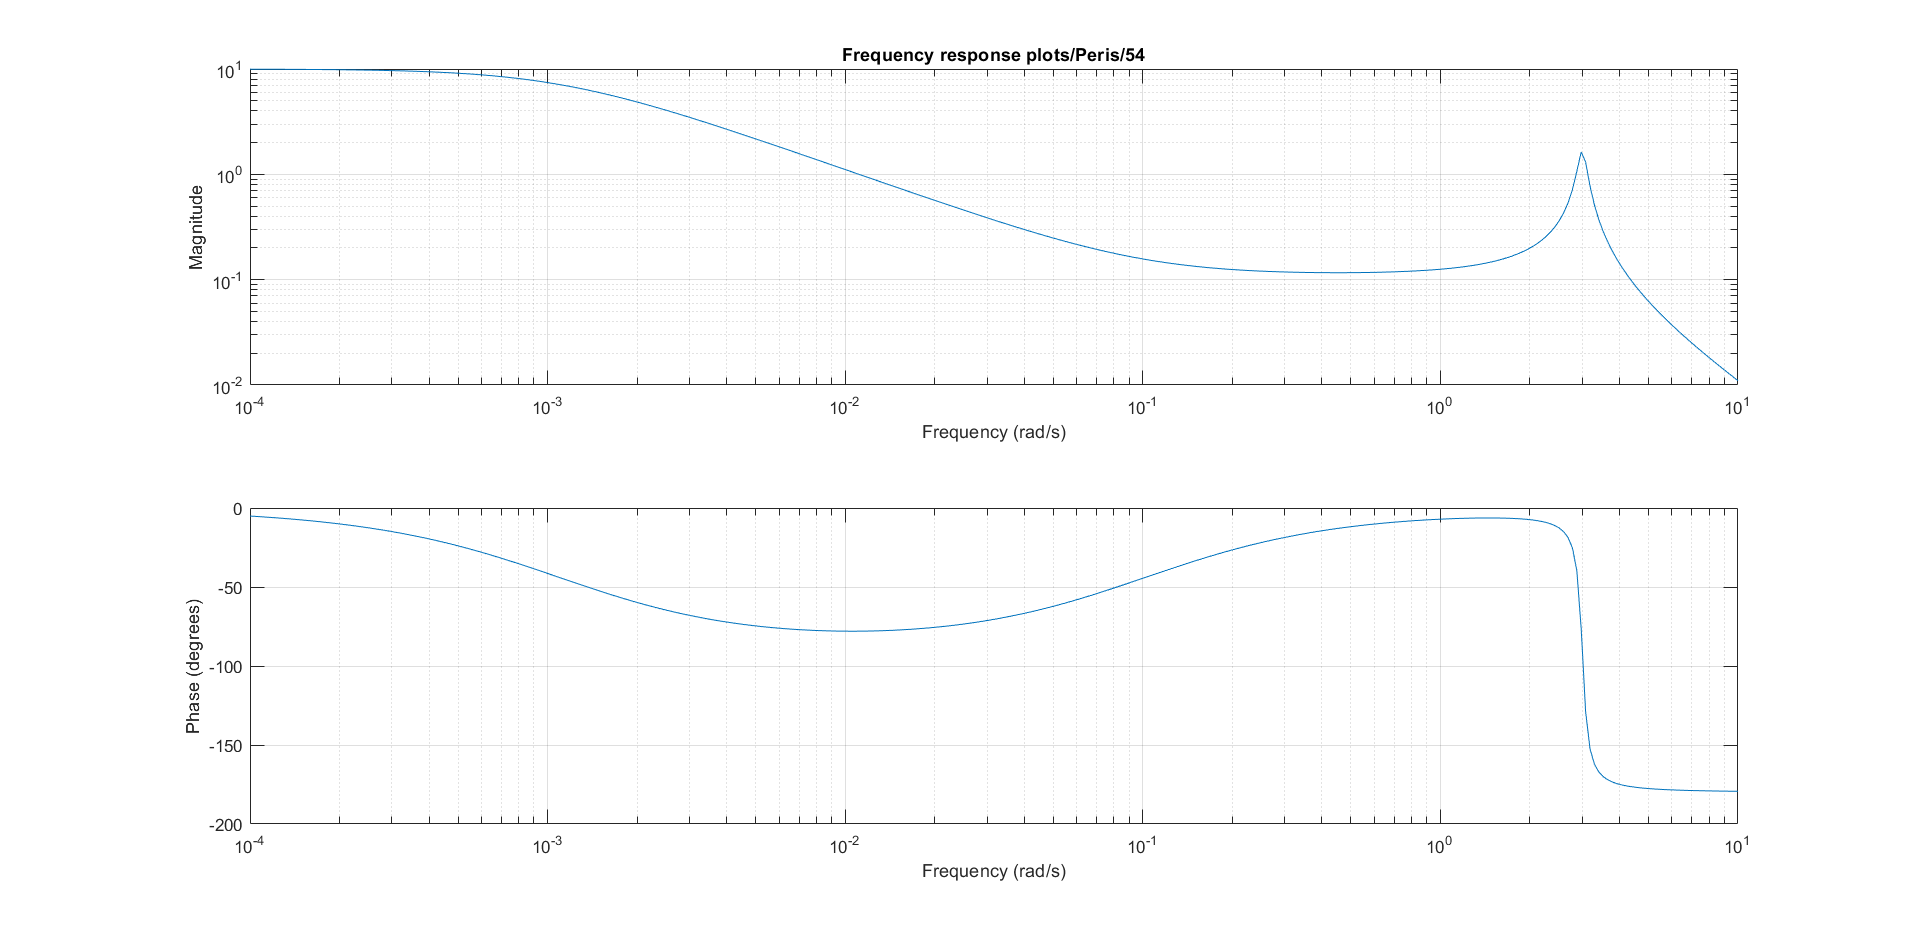 Frequency response plots/Peris/54
Magnitude
10^1
10^0
10^-1
10^-2
10^-4 10^-3 10^-2 10^-1 10^0 10^1
Frequency (rad/s)
Phase (degrees)
0
-50
-100
-150
-200
10^-4 10^-3 10^-2 10^-1 10^0 10^1
Frequency (rad/s)